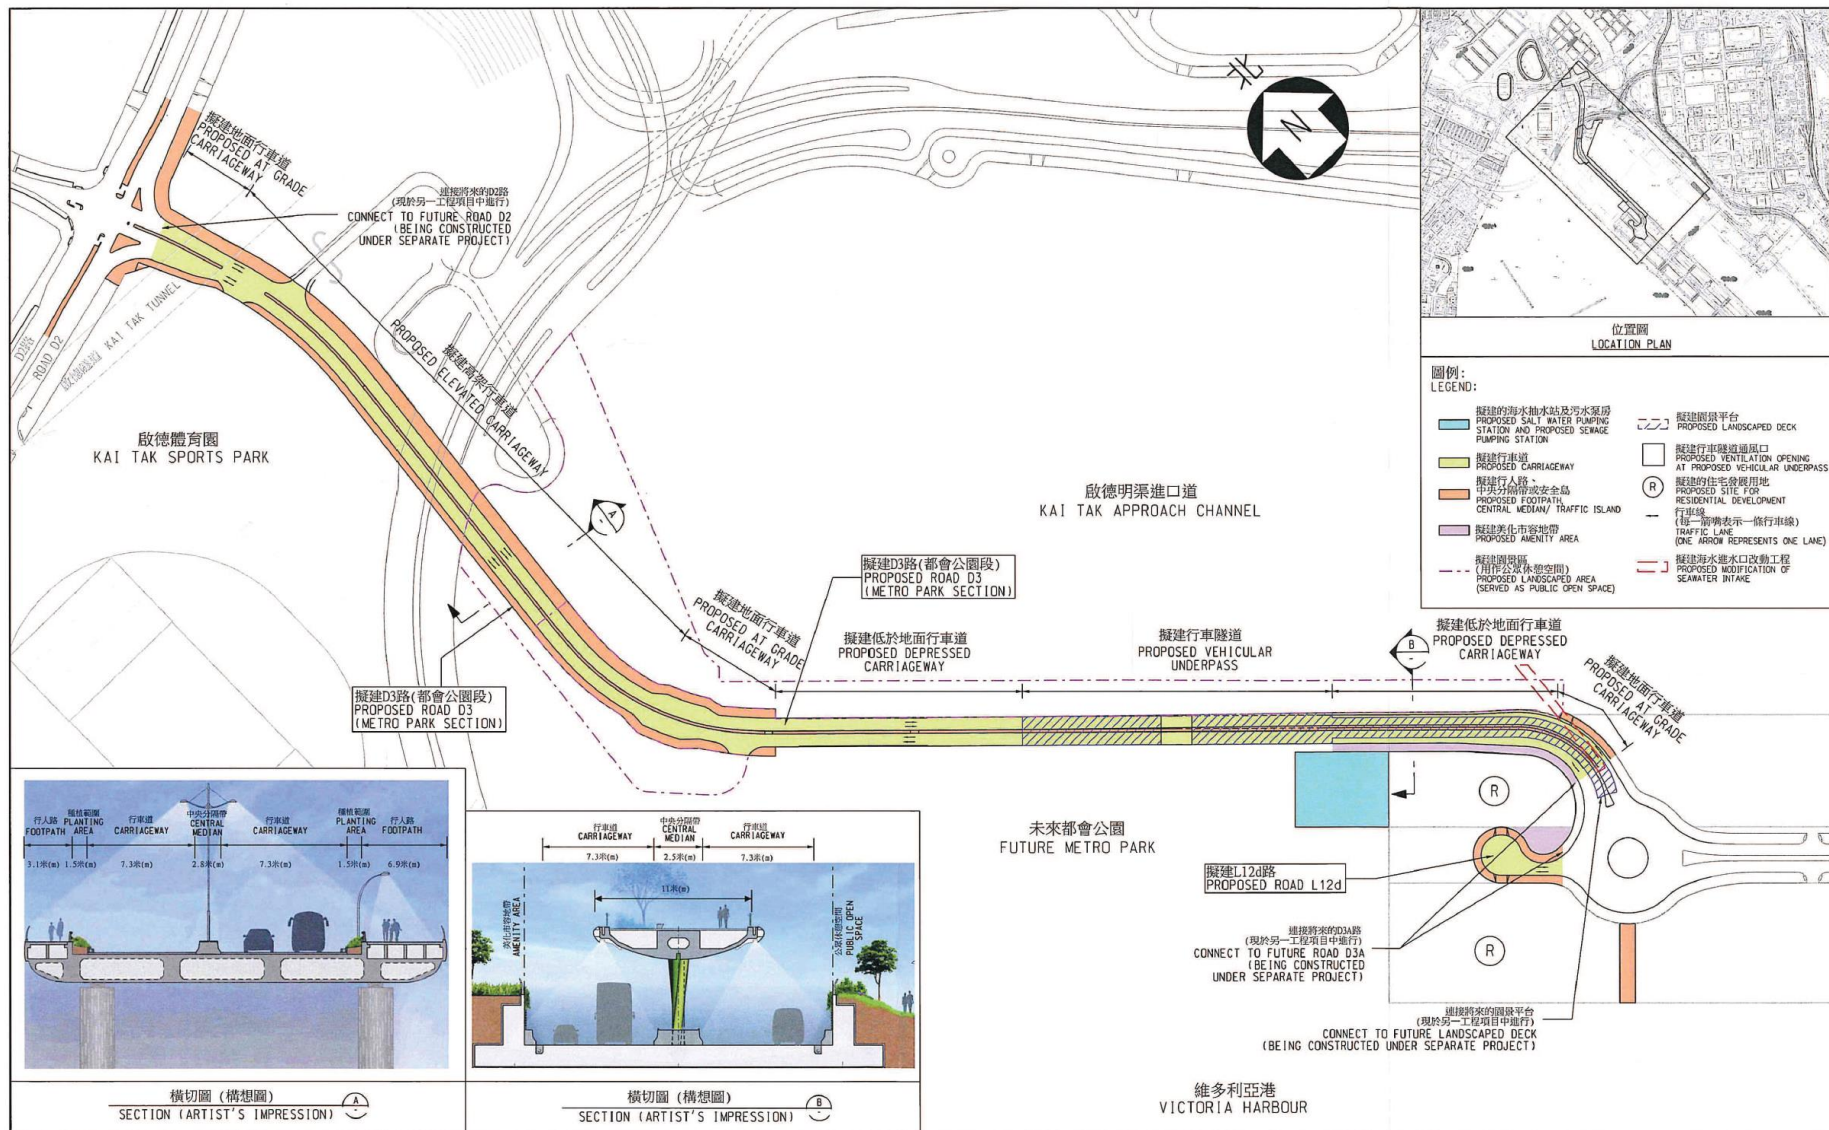 北
N
擬建地面行車道
PROPOSED AT GRADE
CARRIAGEWAY
連接將來的D2路
(現於另一工程項目中進行)
CONNECT TO FUTURE ROAD D2
(BEING CONSTRUCTED
UNDER SEPARATE PROJECT)
ROAD D2
KAI TAK TUNNEL
擬建高架行車道
PROPOSED ELEVATED CARRIAGEWAY
啟德體育園
KAI TAK SPORTS PARK
A
啟德明渠進口道
KAI TAK APPROACH CHANNEL
擬建D3路(都會公園段)
PROPOSED ROAD D3
(METRO PARK SECTION)
擬建地面行車道
PROPOSED AT GRADE
CARRIAGEWAY
擬建低於地面行車道
PROPOSED DEPRESSED
CARRIAGEWAY
擬建行車隧道
PROPOSED VEHICULAR
UNDERPASS
B
擬建低於地面行車道
PROPOSED DEPRESSED
CARRIAGEWAY
擬建地面行車道
PROPOSED AT GRADE
CARRIAGEWAY
擬建D3路(都會公園段)
PROPOSED ROAD D3
(METRO PARK SECTION)
未來都會公園
FUTURE METRO PARK
R
擬建L12d路
PROPOSED ROAD L12d
R
連接將來的D3A路
(現於另一工程項目中進行)
CONNECT TO FUTURE ROAD D3A
(BEING CONSTRUCTED
UNDER SEPARATE PROJECT)
連接將來的園景平台
(現於另一工程項目中進行)
CONNECT TO FUTURE LANDSCAPED DECK
(BEING CONSTRUCTED UNDER SEPARATE PROJECT)
維多利亞港
VICTORIA HARBOUR
位置圖
LOCATION PLAN
圖例:
LEGEND:
擬建的海水抽水站及污水泵房
PROPOSED SALT WATER PUMPING
STATION AND PROPOSED SEWAGE
PUMPING STATION
擬建行車道
PROPOSED CARRIAGEWAY
擬建行人路、
中央分隔帶或安全島
PROPOSED FOOTPATH,
CENTRAL MEDIAN/ TRAFFIC ISLAND
擬建美化市容地帶
PROPOSED AMENITY AREA
擬建園景區
(用作公眾休憩空間)
PROPOSED LANDSCAPED AREA
(SERVED AS PUBLIC OPEN SPACE)
擬建園景平台
PROPOSED LANDSCAPED DECK
擬建行車隧道通風口
PROPOSED VENTILATION OPENING
AT PROPOSED VEHICULAR UNDERPASS
R
擬建的住宅發展用地
PROPOSED SITE FOR
RESIDENTIAL DEVELOPMENT
行車線
(每一箭嘴表示一條行車線)
TRAFFIC LANE
(ONE ARROW REPRESENTS ONE LANE)
擬建海水進水口改動工程
PROPOSED MODIFICATION OF
SEAWATER INTAKE
行人路
FOOTPATH
種植範圍
PLANTING
AREA
行車道
CARRIAGEWAY
中央分隔帶
CENTRAL
MEDIAN
行車道
CARRIAGEWAY
種植範圍
PLANTING
AREA
行人路
FOOTPATH
3.1米(m) 1.5米(m) 7.3米(m) 2.8米(m) 7.3米(m) 1.5米(m) 6.9米(m)
橫切圖 (構想圖)
SECTION (ARTIST'S IMPRESSION)
A
行車道
CARRIAGEWAY
中央分隔帶
CENTRAL
MEDIAN
行車道
CARRIAGEWAY
7.3米(m) 2.5米(m) 7.3米(m)
11米(m)
美化市容地帶
AMENITY AREA
公眾休憩空間
PUBLIC OPEN
SPACE
橫切圖 (構想圖)
SECTION (ARTIST'S IMPRESSION)
B